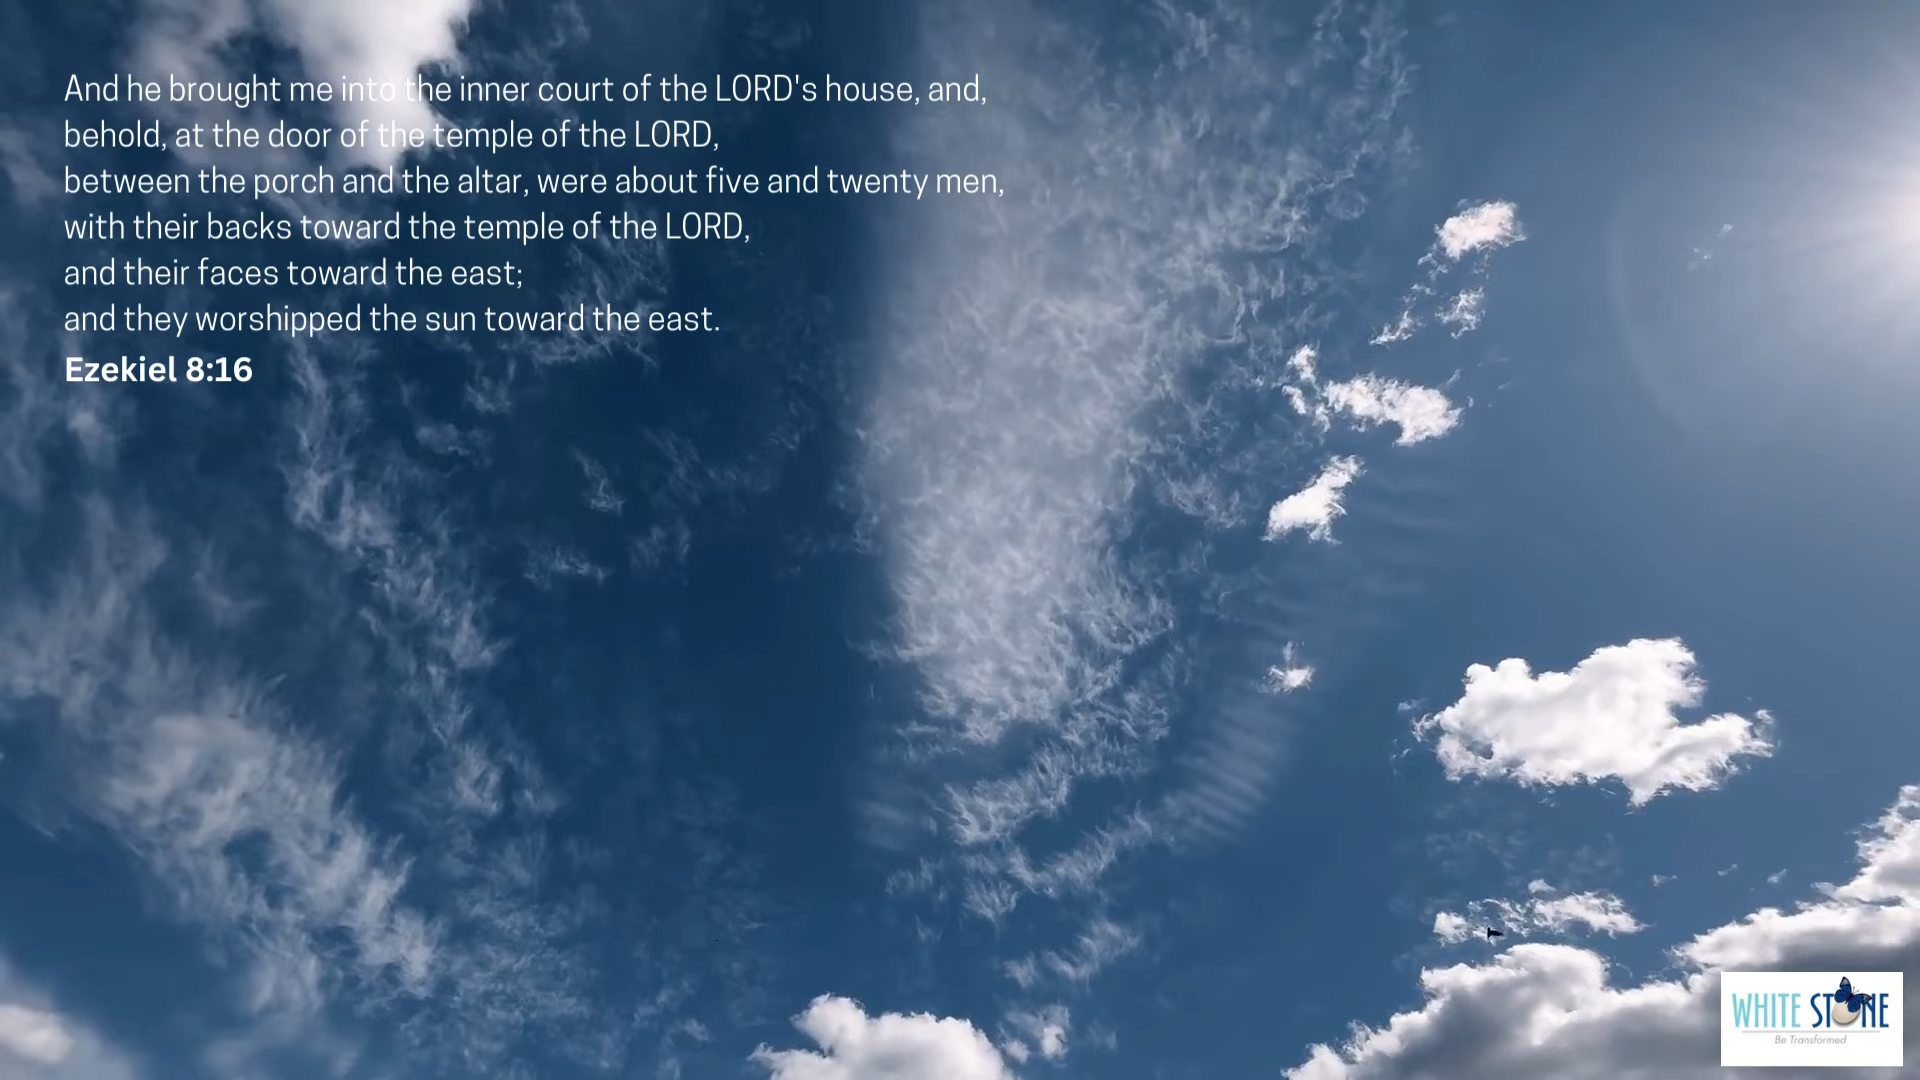 And he brought me into the inner court of the LORD's house, and,
behold, at the door of the temple of the LORD,
between the porch and the altar, were about five and twenty men,
with their backs toward the temple of the LORD,
and their faces toward the east;
and they worshipped the sun toward the east.
Ezekiel 8:16
WHITE STONE
Be Transformed